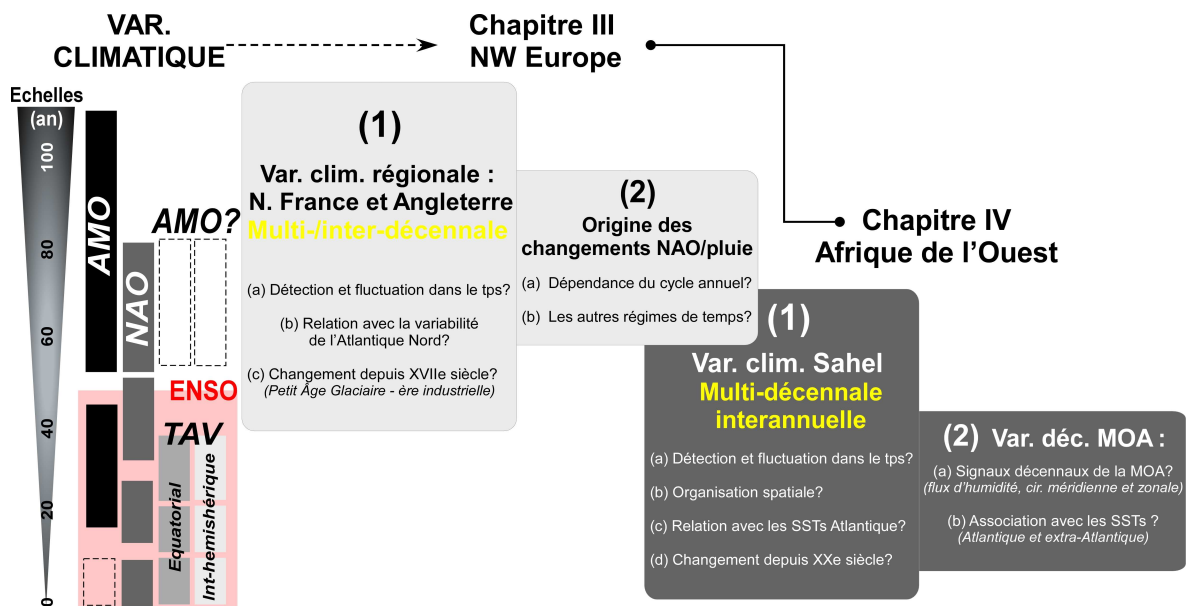 VAR.
CLIMATIQUE
Chapitre III
NW Europe
Echelles
(an)
100
80
60
40
20
0
AMO
NAO
AMO?
ENSO
TAV
Equatorial
Int-hemishérique
(1)
Var. clim. régionale :
N. France et Angleterre
Multi-/inter-décennale
(a) Détection et fluctuation dans le tps?
(b) Relation avec la variabilité
de l'Atlantique Nord?
(c) Changement depuis XVIIe siècle?
(Petit Âge Glaciaire - ère industrielle)
(2)
Origine des
changements NAO/pluie
(a) Dépendance du cycle annuel?
(b) Les autres régimes de temps?
Chapitre IV
Afrique de l'Ouest
(1)
Var. clim. Sahel
Multi-décennale
interannuelle
(a) Détection et fluctuation dans le tps?
(b) Organisation spatiale?
(c) Relation avec les SSTs Atlantique?
(d) Changement depuis XXe siècle?
(2) Var. déc. MOA :
(a) Signaux décennaux de la MOA?
(flux d'humidité, cir. méridienne et zonale)
(b) Association avec les SSTs ?
(Atlantique et extra-Atlantique)